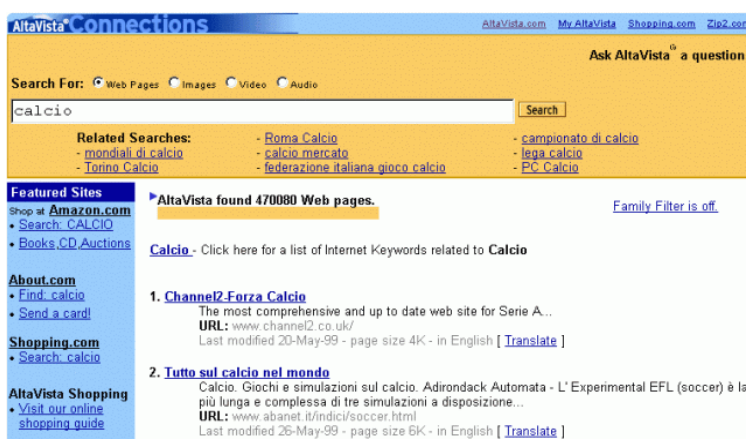 AltaVista Connections
AltaVista.com My AltaVista Shopping.com Zip2.com
Ask AltaVista a question
Search For: Web Pages Images Video Audio
calcio Search
Related Searches: - Roma Calcio - campionato di calcio
- mondiali di calcio - calcio mercato - lega calcio
- Torino Calcio - federazione italiana gioco calcio - PC Calcio
Featured Sites
Shop at Amazon.com
• Search: CALCIO
• Books,CD,Auctions
About.com
• Find: calcio
• Send a card!
Shopping.com
• Search: calcio
AltaVista Shopping
• Visit our online
shopping guide
AltaVista found 470080 Web pages.
Family Filter is off.
Calcio - Click here for a list of Internet Keywords related to Calcio
1. Channel2-Forza Calcio
The most comprehensive and up to date web site for Serie A...
URL: www.channel2.co.uk/
Last modified 20-May-99 - page size 4K - in English [ Translate ]
2. Tutto sul calcio nel mondo
Calcio. Giochi e simulazioni sul calcio. Adirondack Automata - L' Experimental EFL (soccer) è la
più lunga e complessa di tre simulazioni a disposizione...
URL: www.abanet.it/indici/soccer.html
Last modified 26-May-99 - page size 6K - in English [ Translate ]